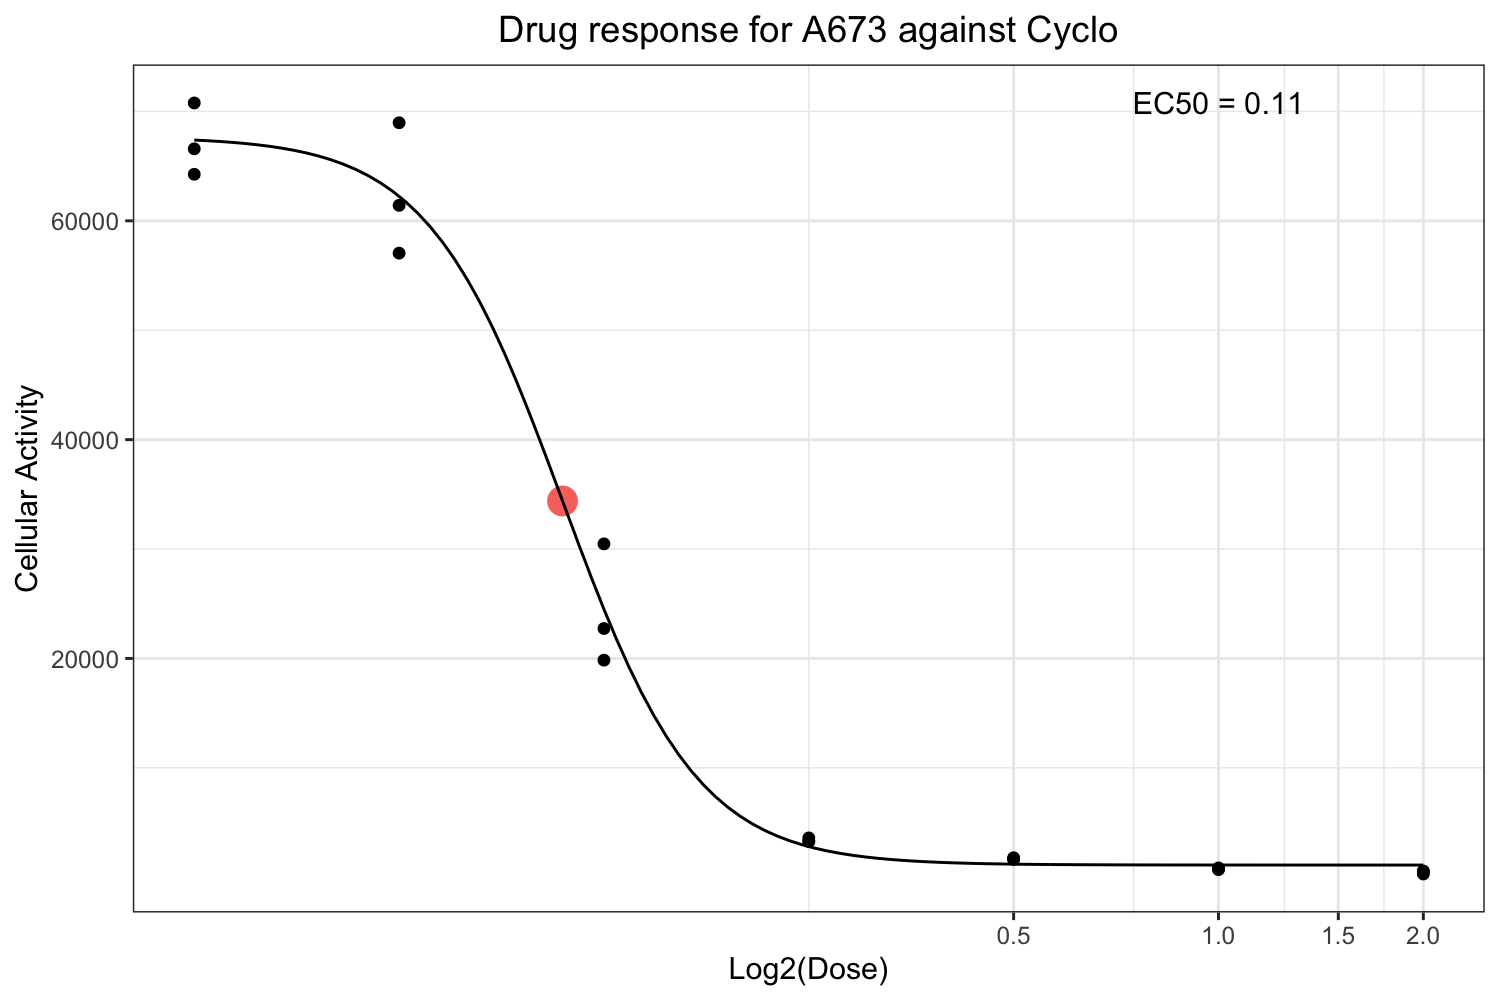 Drug response for A673 against Cyclo
EC50 = 0.11
60000
40000
20000
Cellular Activity
0.5 1.0 1.5 2.0
Log2(Dose)